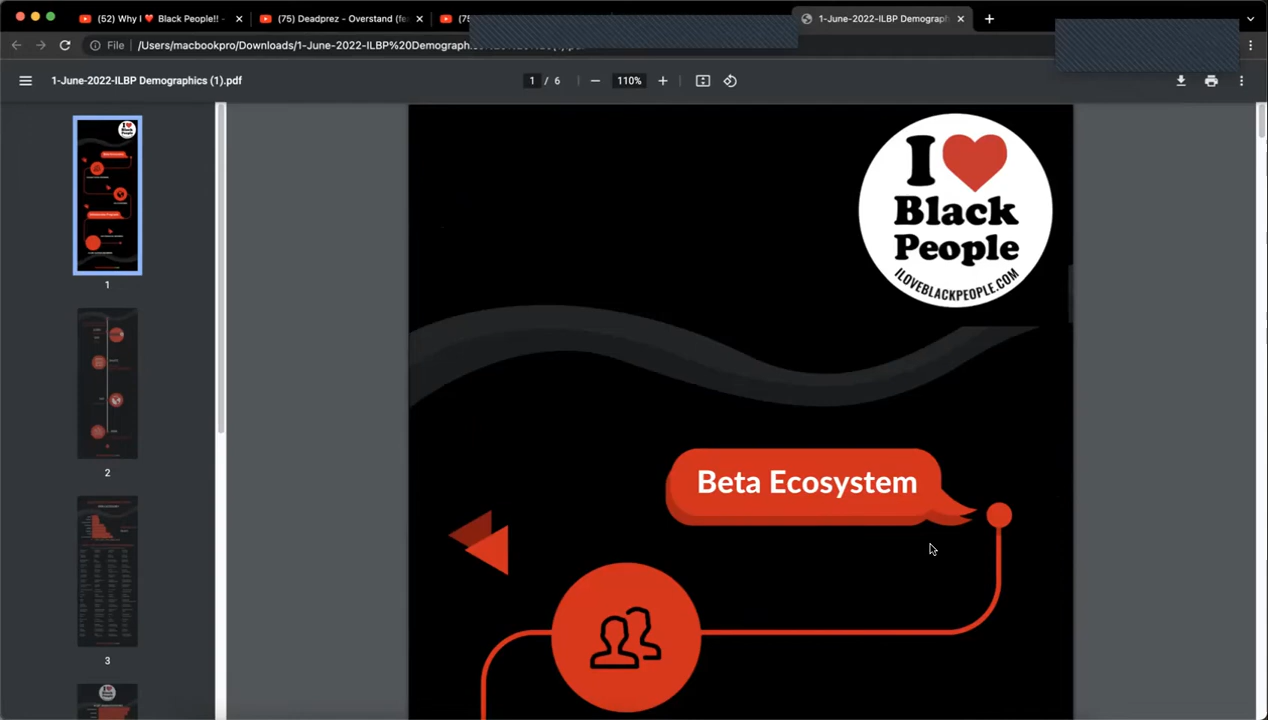 (52) Why I ❤ Black People!! -
(75) Deadprez - Overstand (fe
(75
1-June-2022-ILBP Demograph
File
/Users/macbookpro/Downloads/1-June-2022-ILBP%20Demograph
1-June-2022-ILBP Demographics (1).pdf
1 / 6
110%
I ❤
Black
People
ILOVEBLACKPEOPLE.COM
Beta Ecosystem
1
2
3